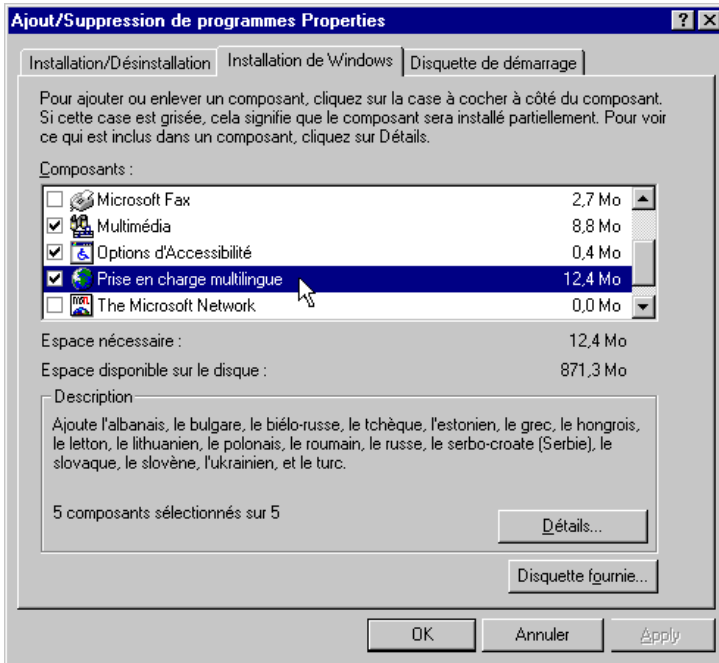 Ajout/Suppression de programmes Properties
Installation/Désinstallation Installation de Windows Disquette de démarrage
Pour ajouter ou enlever un composant, cliquez sur la case à cocher à côté du composant.
Si cette case est grisée, cela signifie que le composant sera installé partiellement. Pour voir
ce qui est inclus dans un composant, cliquez sur Détails.
Composants :
Microsoft Fax 2,7 Mo
Multimédia 8,8 Mo
Options d'Accessibilité 0,4 Mo
Prise en charge multilingue 12,4 Mo
The Microsoft Network 0,0 Mo
Espace nécessaire : 12,4 Mo
Espace disponible sur le disque : 871,3 Mo
Description
Ajoute l'albanais, le bulgare, le biélo-russe, le tchèque, l'estonien, le grec, le hongrois,
le letton, le lithuanien, le polonais, le roumain, le russe, le serbo-croate (Serbie), le
slovaque, le slovène, l'ukrainien, et le turc.
5 composants sélectionnés sur 5
Détails...
Disquette fournie...
OK Annuler Apply